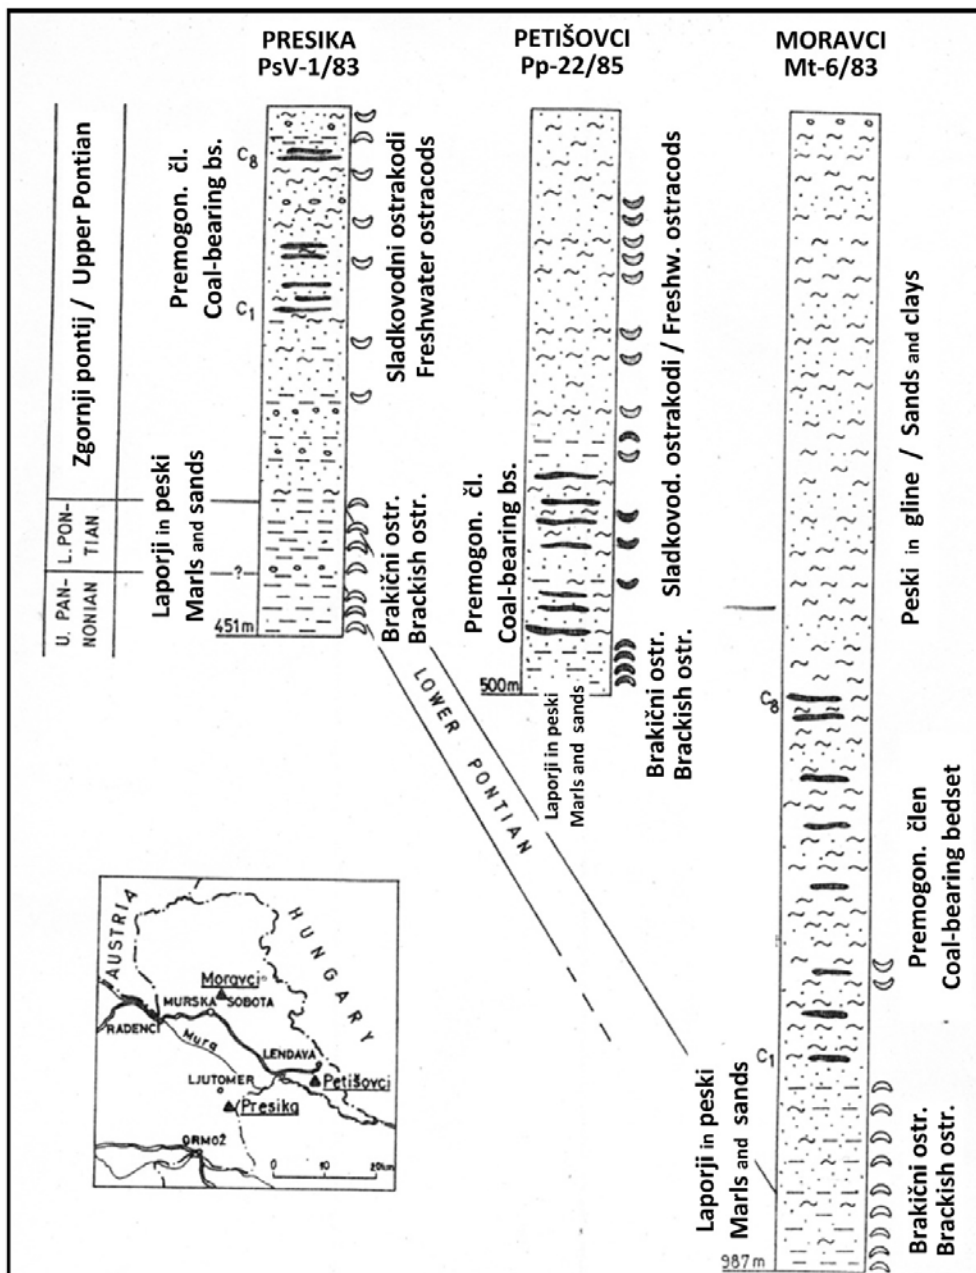 PRESIKA
PsV-1/83
PETIŠOVCI
Pp-22/85
MORAVCI
Mt-6/83
Zgornji pontij / Upper Pontian
L. PON-
TIAN
U. PAN-
NONIAN
Premogon. čl.
Coal-bearing bs.
C8
C1
Laporji in peski
Marls and sands
?
451m
Sladkovodni ostrakodi
Freshwater ostracods
Brakični ostr.
Brackish ostr.
LOWER PONTIAN
Premogon. čl.
Coal-bearing bs.
500m
Laporji in peski
Marls and sands
Sladkovod. ostrakodi / Freshw. ostracods
Brakični ostr.
Brackish ostr.
C8
C1
Laporji in peski
Marls and sands
987m
Peski in gline / Sands and clays
Premogon. člen
Coal-bearing bedset
Brakični ostr.
Brackish ostr.
AUSTRIA
HUNGARY
Moravci
MURSKA SOBOTA
RADENCI
Mura
LENDAVA
LJUTOMER
Petišovci
Presika
ORMOŽ
0 10 20km